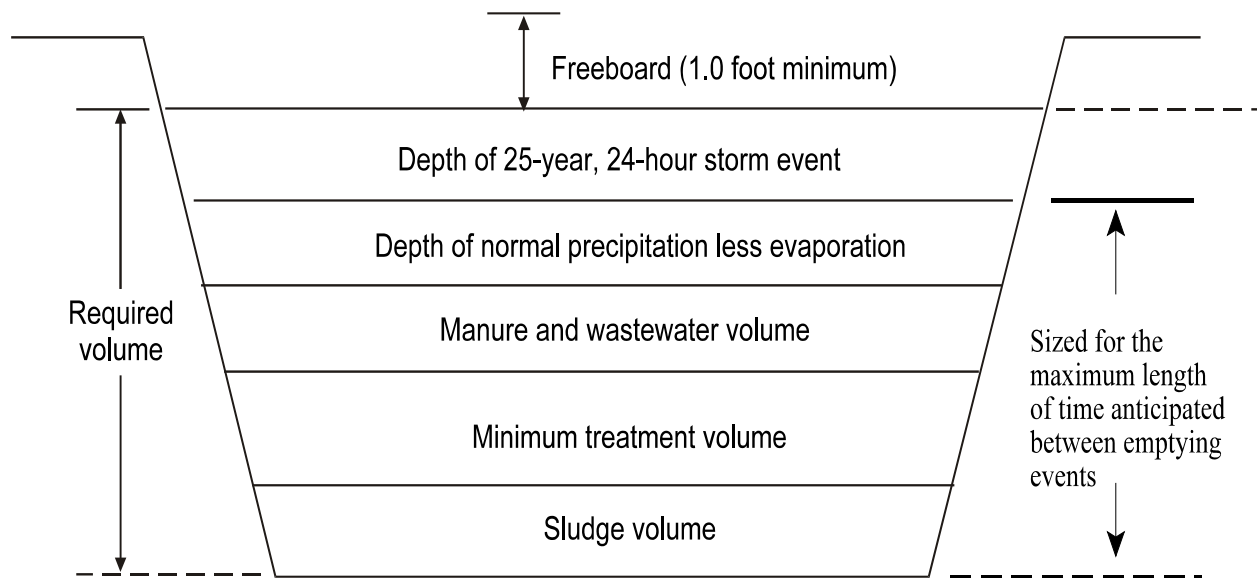 Freeboard (1.0 foot minimum)
Depth of 25-year, 24-hour storm event
Depth of normal precipitation less evaporation
Required
volume
Manure and wastewater volume
Sized for the
maximum length
of time anticipated
between emptying
events
Minimum treatment volume
Sludge volume